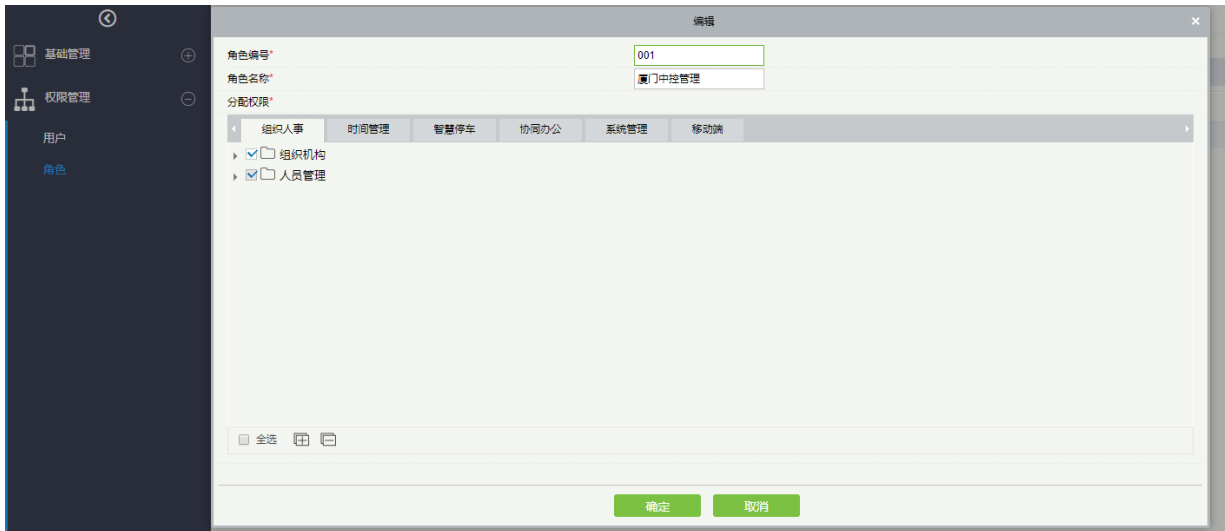 编辑
基础管理
权限管理
用户
角色
角色编号*
001
角色名称*
厦门中控管理
分配权限*
组织人事 时间管理 智慧停车 协同办公 系统管理 移动端
组织机构
人员管理
全选
确定 取消